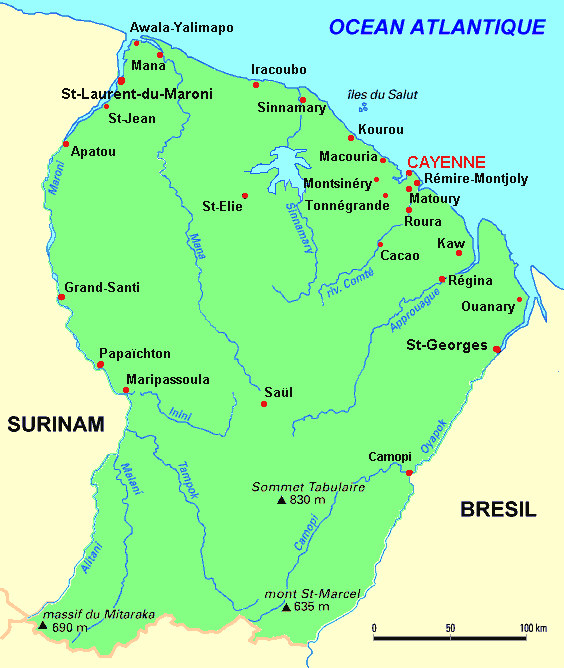 OCEAN ATLANTIQUE
Awala-Yalimapo
Mana
Iracoubo
St-Laurent-du-Maroni
îles du Salut
Sinnamary
St-Jean
Kourou
Apatou
Macouria
CAYENNE
Maroni
Montsinéry
Rémire-Montjoly
Tonnégrande
Matoury
St-Elie
Sinnamary
Roura
Mana
Kaw
Cacao
riv. Comté
Régina
Grand-Santi
Approuague
Ouanary
St-Georges
Papaïchton
Maripassoula
Saül
Inini
SURINAM
Oyapok
Camopi
Malani
Tampok
Sommet Tabulaire
830 m
BRESIL
Camopi
Alitani
mont St-Marcel
635 m
massif du Mitaraka
690 m
0 50 100 km